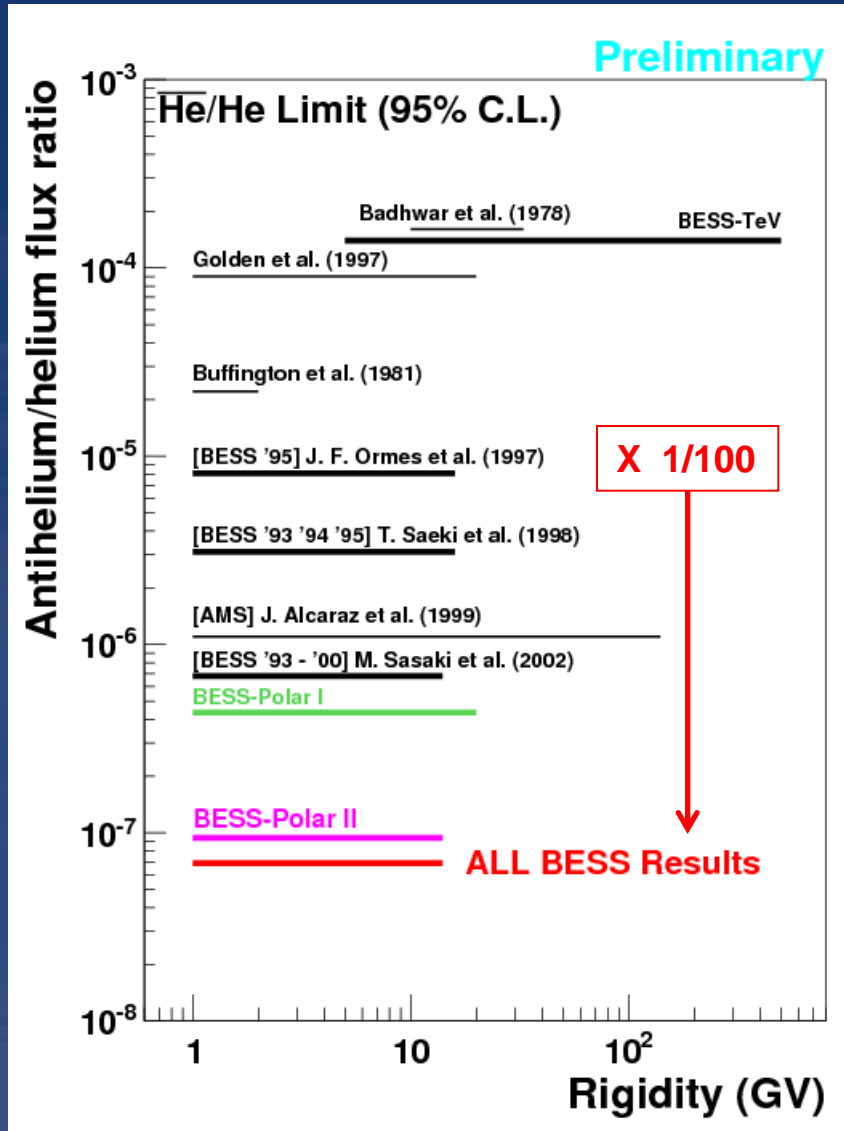 Preliminary
H̅e̅/He Limit (95% C.L.)
Antihelium/helium flux ratio
10⁻³
10⁻⁴
10⁻⁵
10⁻⁶
10⁻⁷
10⁻⁸
Badhwar et al. (1978)
BESS-TeV
Golden et al. (1997)
Buffington et al. (1981)
[BESS '95] J. F. Ormes et al. (1997)
X 1/100
[BESS '93 '94 '95] T. Saeki et al. (1998)
[AMS] J. Alcaraz et al. (1999)
[BESS '93 - '00] M. Sasaki et al. (2002)
BESS-Polar I
BESS-Polar II
ALL BESS Results
1
10
10²
Rigidity (GV)